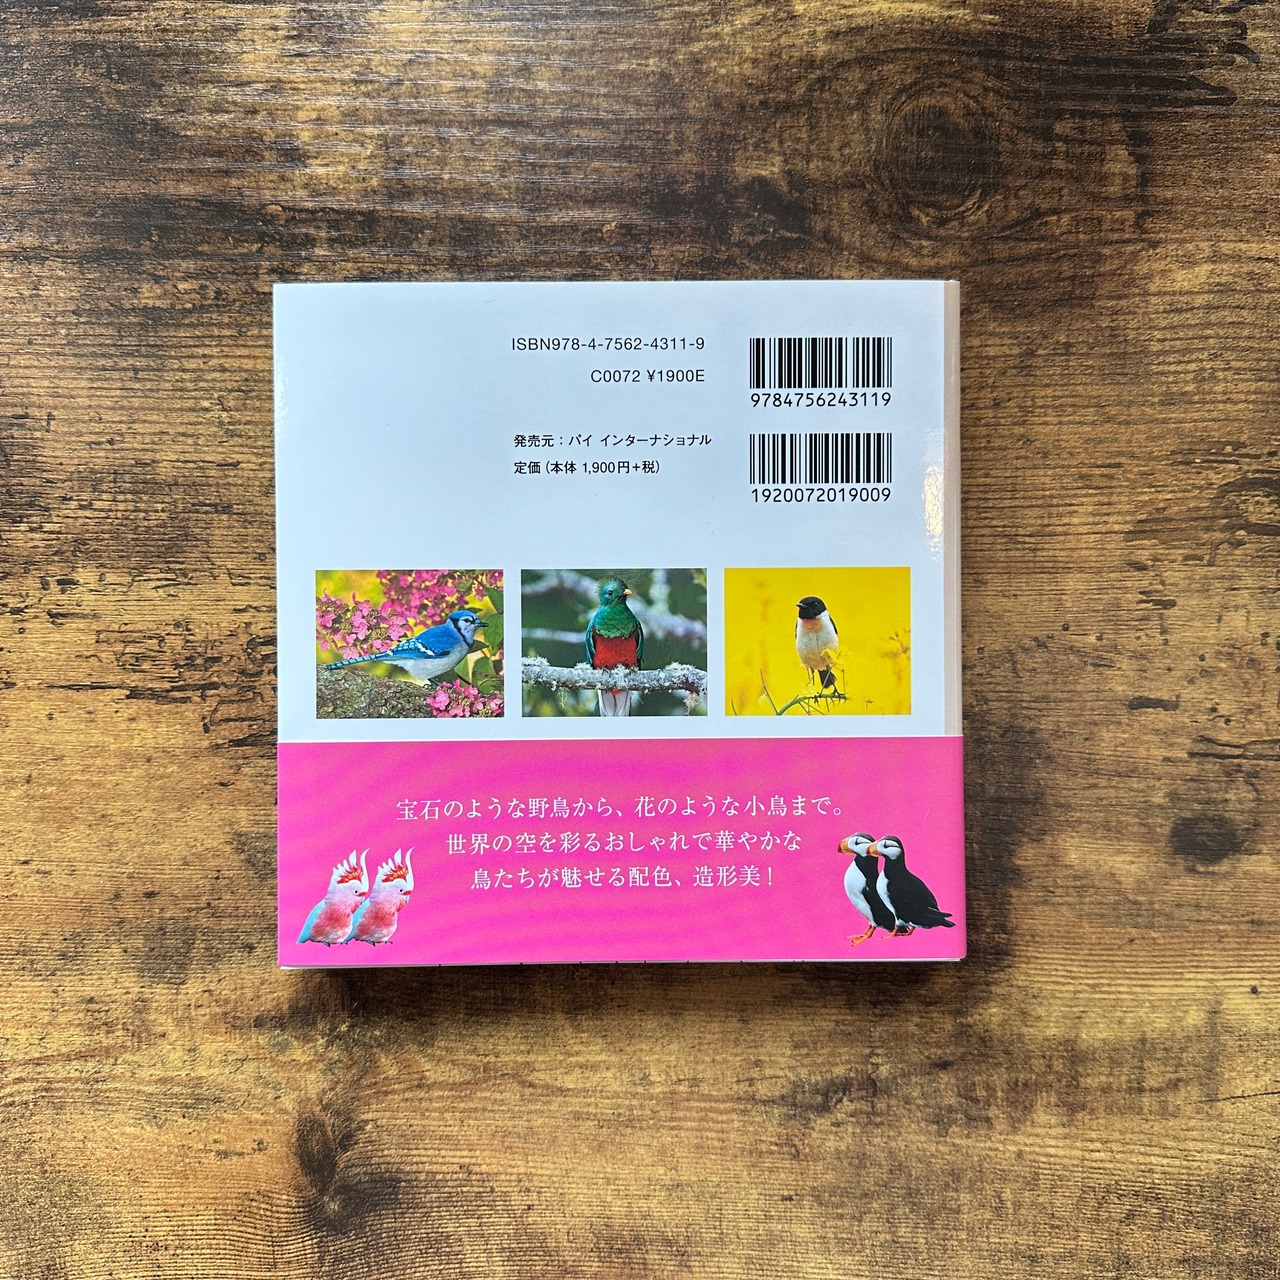 ISBN978-4-7562-4311-9
C0072 ¥1900E
9784756243119
発売元：パイ インターナショナル
定価（本体 1,900円＋税）
1920072019009
宝石のような野鳥から、花のような小鳥まで。
世界の空を彩るおしゃれで華やかな
鳥たちが魅せる配色、造形美！